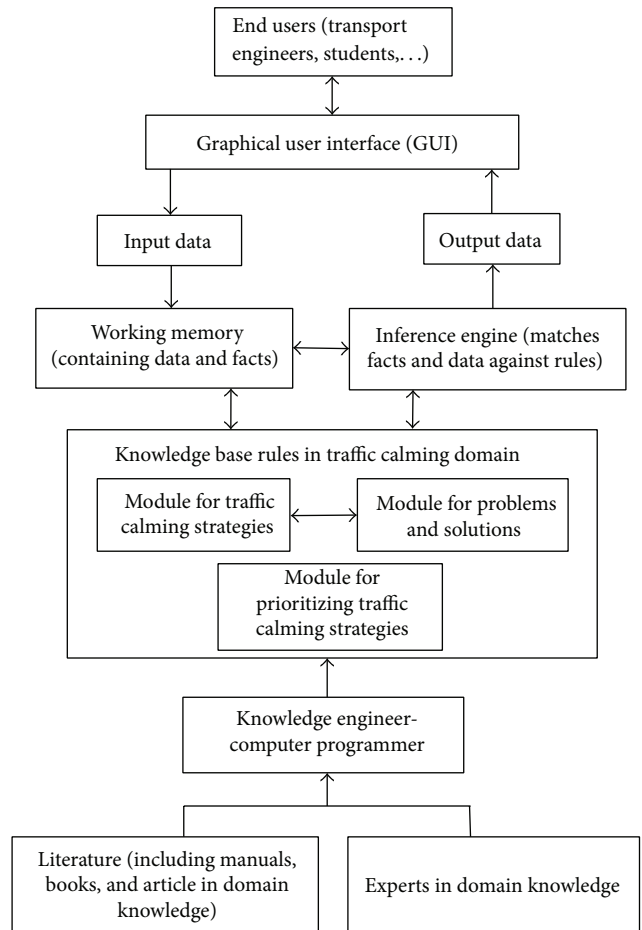 End users (transport
engineers, students,. . .)
Graphical user interface (GUI)
Input data
Output data
Working memory
(containing data and facts)
Inference engine (matches
facts and data against rules)
Knowledge base rules in traffic calming domain
Module for traffic
calming strategies
Module for problems
and solutions
Module for
prioritizing traffic
calming strategies
Knowledge engineer-
computer programmer
Literature (including manuals,
books, and article in domain
knowledge)
Experts in domain knowledge